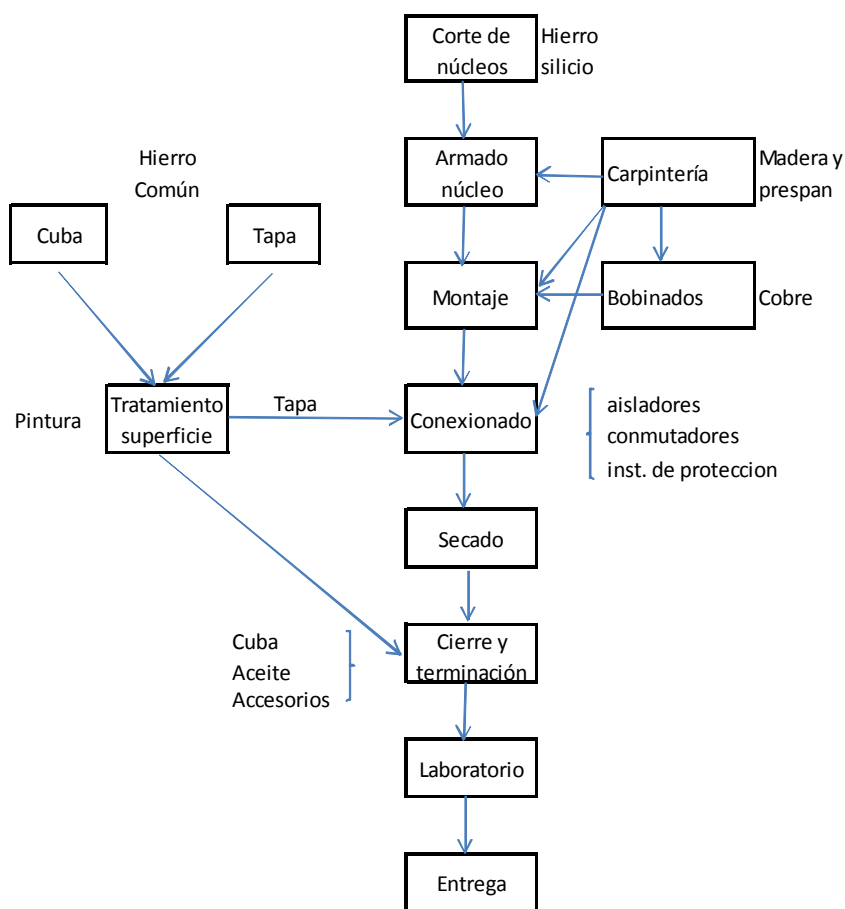 Corte de
núcleos
Hierro
silicio
Armado
núcleo
Carpintería
Madera y
prespan
Hierro
Común
Cuba
Tapa
Montaje
Bobinados
Cobre
Pintura
Tratamiento
superficie
Tapa
Conexionado
aisladores
conmutadores
inst. de proteccion
Secado
Cuba
Aceite
Accesorios
Cierre y
terminación
Laboratorio
Entrega